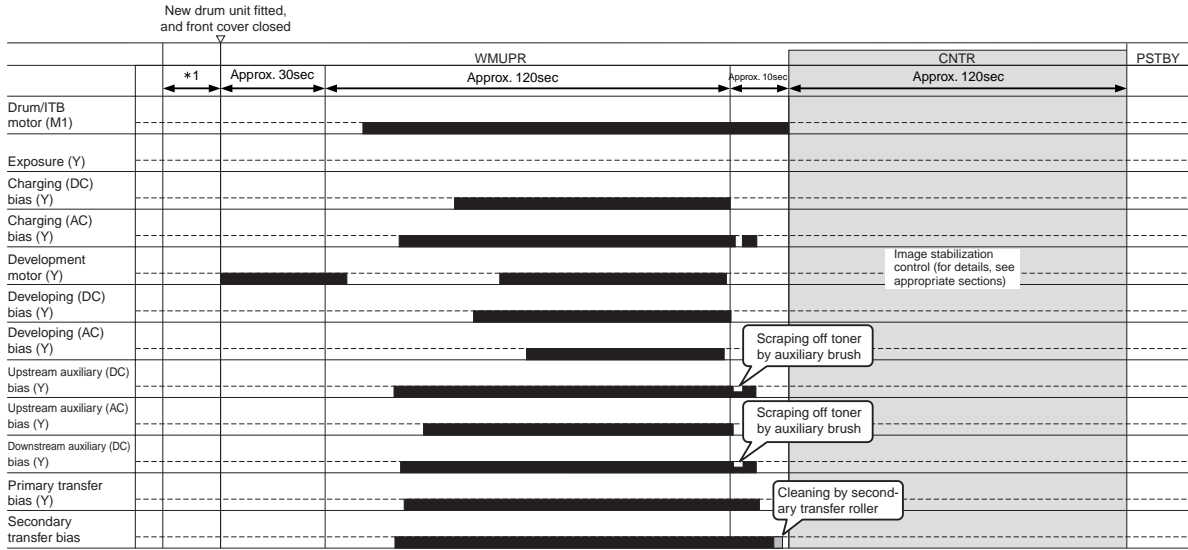 New drum unit fitted,
and front cover closed
WMUPR
CNTR
PSTBY
*1
Approx. 30sec
Approx. 120sec
Approx. 10sec
Approx. 120sec
Drum/ITB
motor (M1)
Exposure (Y)
Charging (DC)
bias (Y)
Charging (AC)
bias (Y)
Development
motor (Y)
Image stabilization
control (for details, see
appropriate sections)
Developing (DC)
bias (Y)
Developing (AC)
bias (Y)
Scraping off toner
by auxiliary brush
Upstream auxiliary (DC)
bias (Y)
Upstream auxiliary (AC)
bias (Y)
Scraping off toner
by auxiliary brush
Downstream auxiliary (DC)
bias (Y)
Primary transfer
bias (Y)
Cleaning by second-
ary transfer roller
Secondary
transfer bias